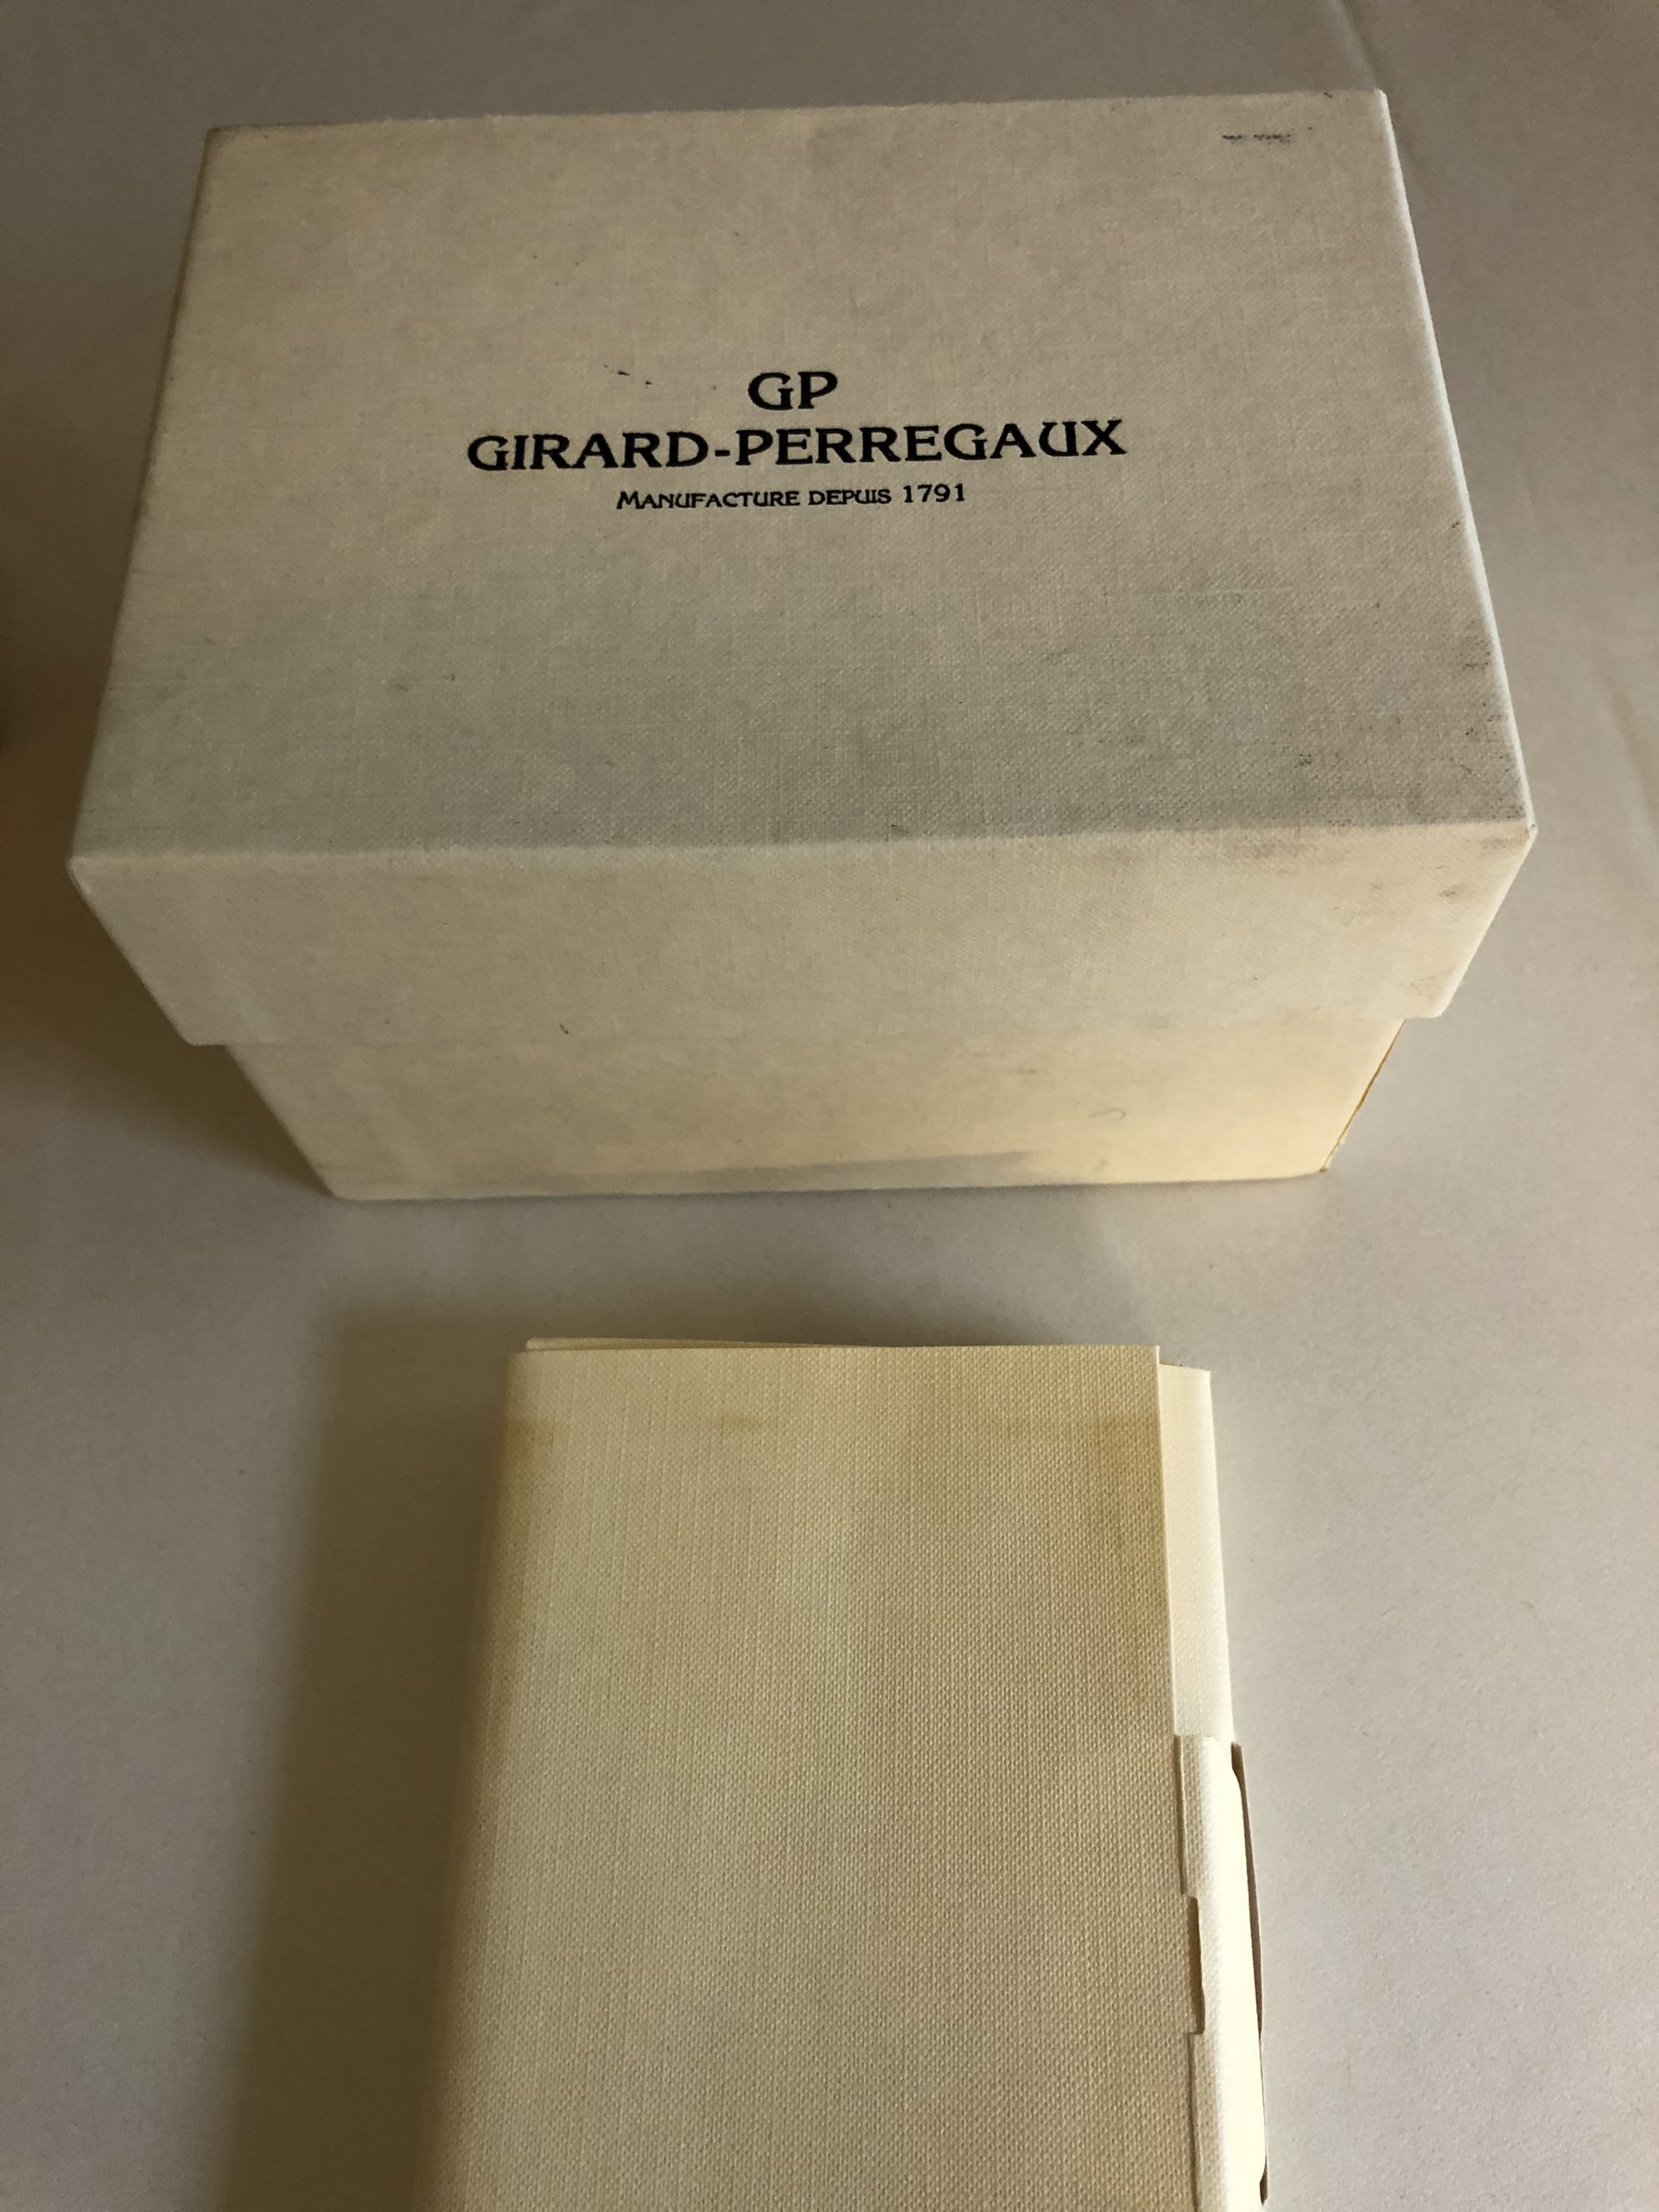 GP
GIRARD-PERREGAUX
MANUFACTURE DEPUIS 1791